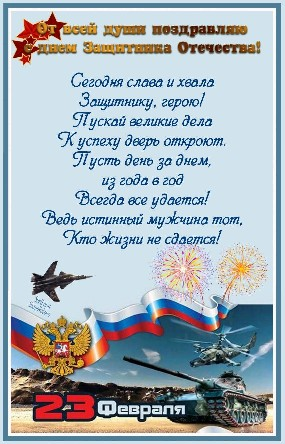 От всей души поздравляю
с днем Защитника Отечества!
Сегодня слава и хвала
Защитнику, герою!
Пускай великие дела
К успеху дверь откроют.
Пусть день за днем,
из года в год
Всегда все удается!
Ведь истинный мужчина тот,
Кто жизни не сдается!
23 Февраля